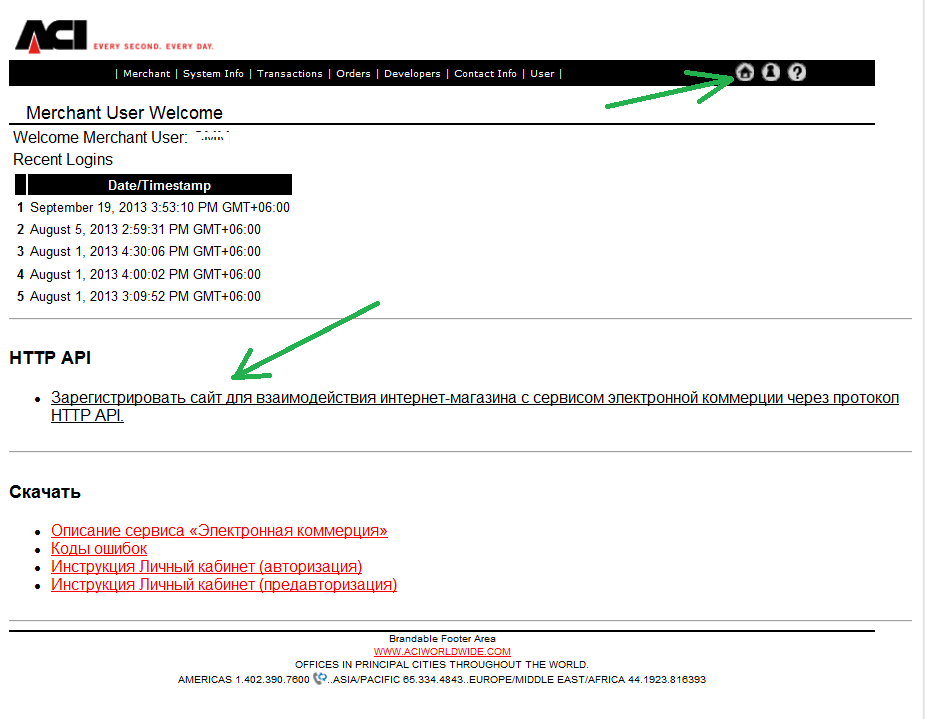 ACI EVERY SECOND. EVERY DAY.
| Merchant | System Info | Transactions | Orders | Developers | Contact Info | User |
Merchant User Welcome
Welcome Merchant User:
Recent Logins
Date/Timestamp
1 September 19, 2013 3:53:10 PM GMT+06:00
2 August 5, 2013 2:59:31 PM GMT+06:00
3 August 1, 2013 4:30:06 PM GMT+06:00
4 August 1, 2013 4:00:02 PM GMT+06:00
5 August 1, 2013 3:09:52 PM GMT+06:00
HTTP API
Зарегистрировать сайт для взаимодействия интернет-магазина с сервисом электронной коммерции через протокол
HTTP API.
Скачать
Описание сервиса «Электронная коммерция»
Коды ошибок
Инструкция Личный кабинет (авторизация)
Инструкция Личный кабинет (предавторизация)
Brandable Footer Area
WWW.ACIWORLDWIDE.COM
OFFICES IN PRINCIPAL CITIES THROUGHOUT THE WORLD.
AMERICAS 1.402.390.7600 ..ASIA/PACIFIC 65.334.4843..EUROPE/MIDDLE EAST/AFRICA 44.1923.816393